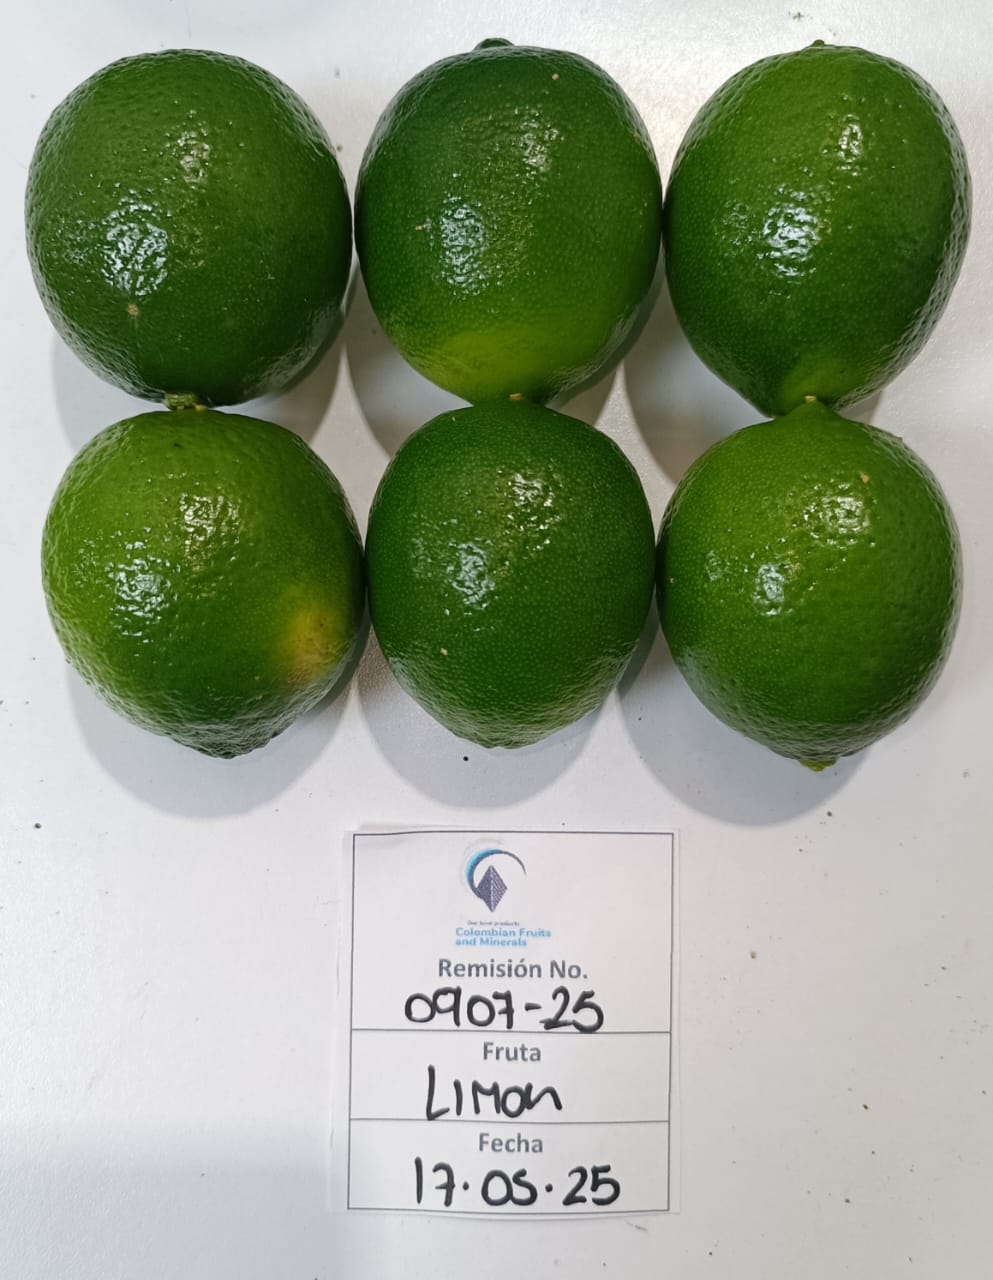 Our best products
Colombian Fruits
and Minerals
Remisión No.
0907-25
Fruta
LIMON
Fecha
17.05.25